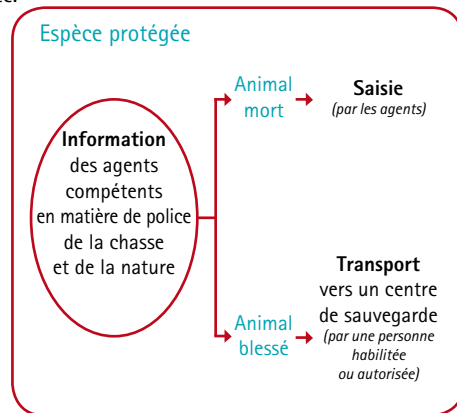 Espèce protégée
Information
des agents
compétents
en matière de police
de la chasse
et de la nature
Animal
mort
Saisie
(par les agents)
Animal
blessé
Transport
vers un centre
de sauvegarde
(par une personne
habilitée
ou autorisée)